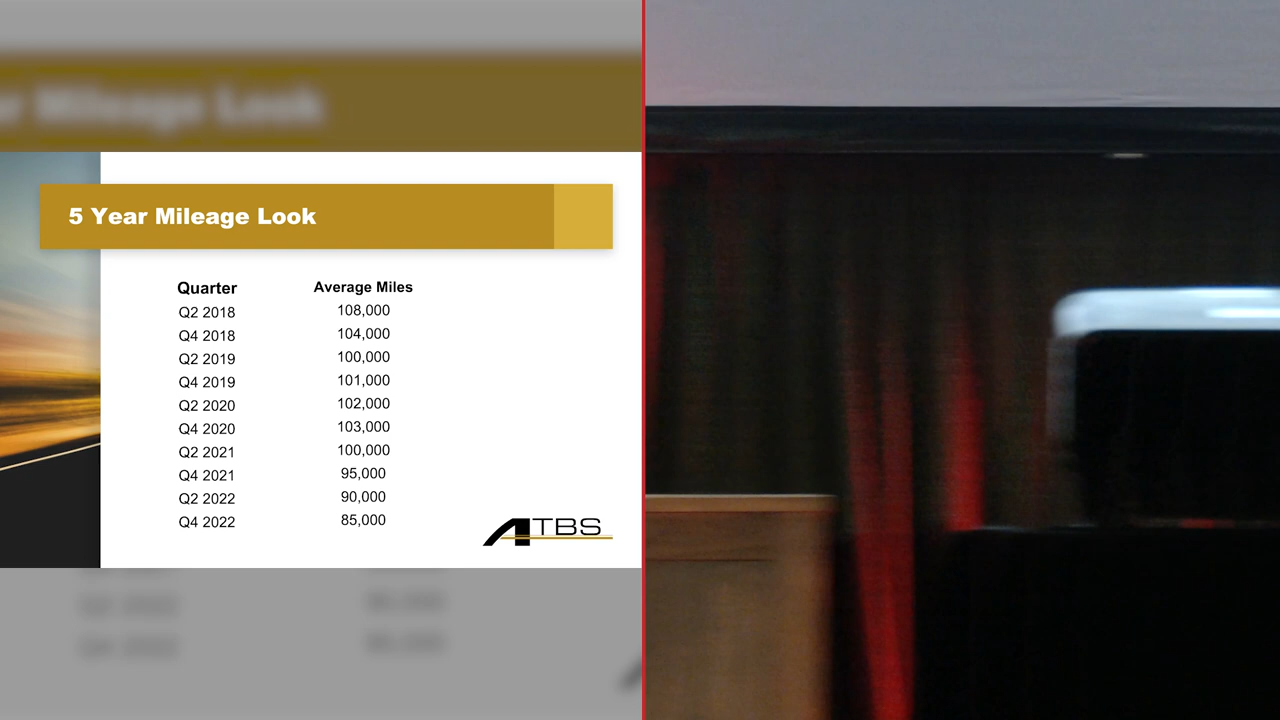 5 Year Mileage Look
Quarter Average Miles
Q2 2018 108,000
Q4 2018 104,000
Q2 2019 100,000
Q4 2019 101,000
Q2 2020 102,000
Q4 2020 103,000
Q2 2021 100,000
Q4 2021 95,000
Q2 2022 90,000
Q4 2022 85,000
ATBS
Mileage Look